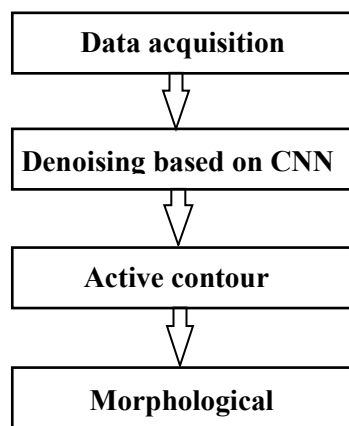 Data acquisition
Denoising based on CNN
Active contour
Morphological